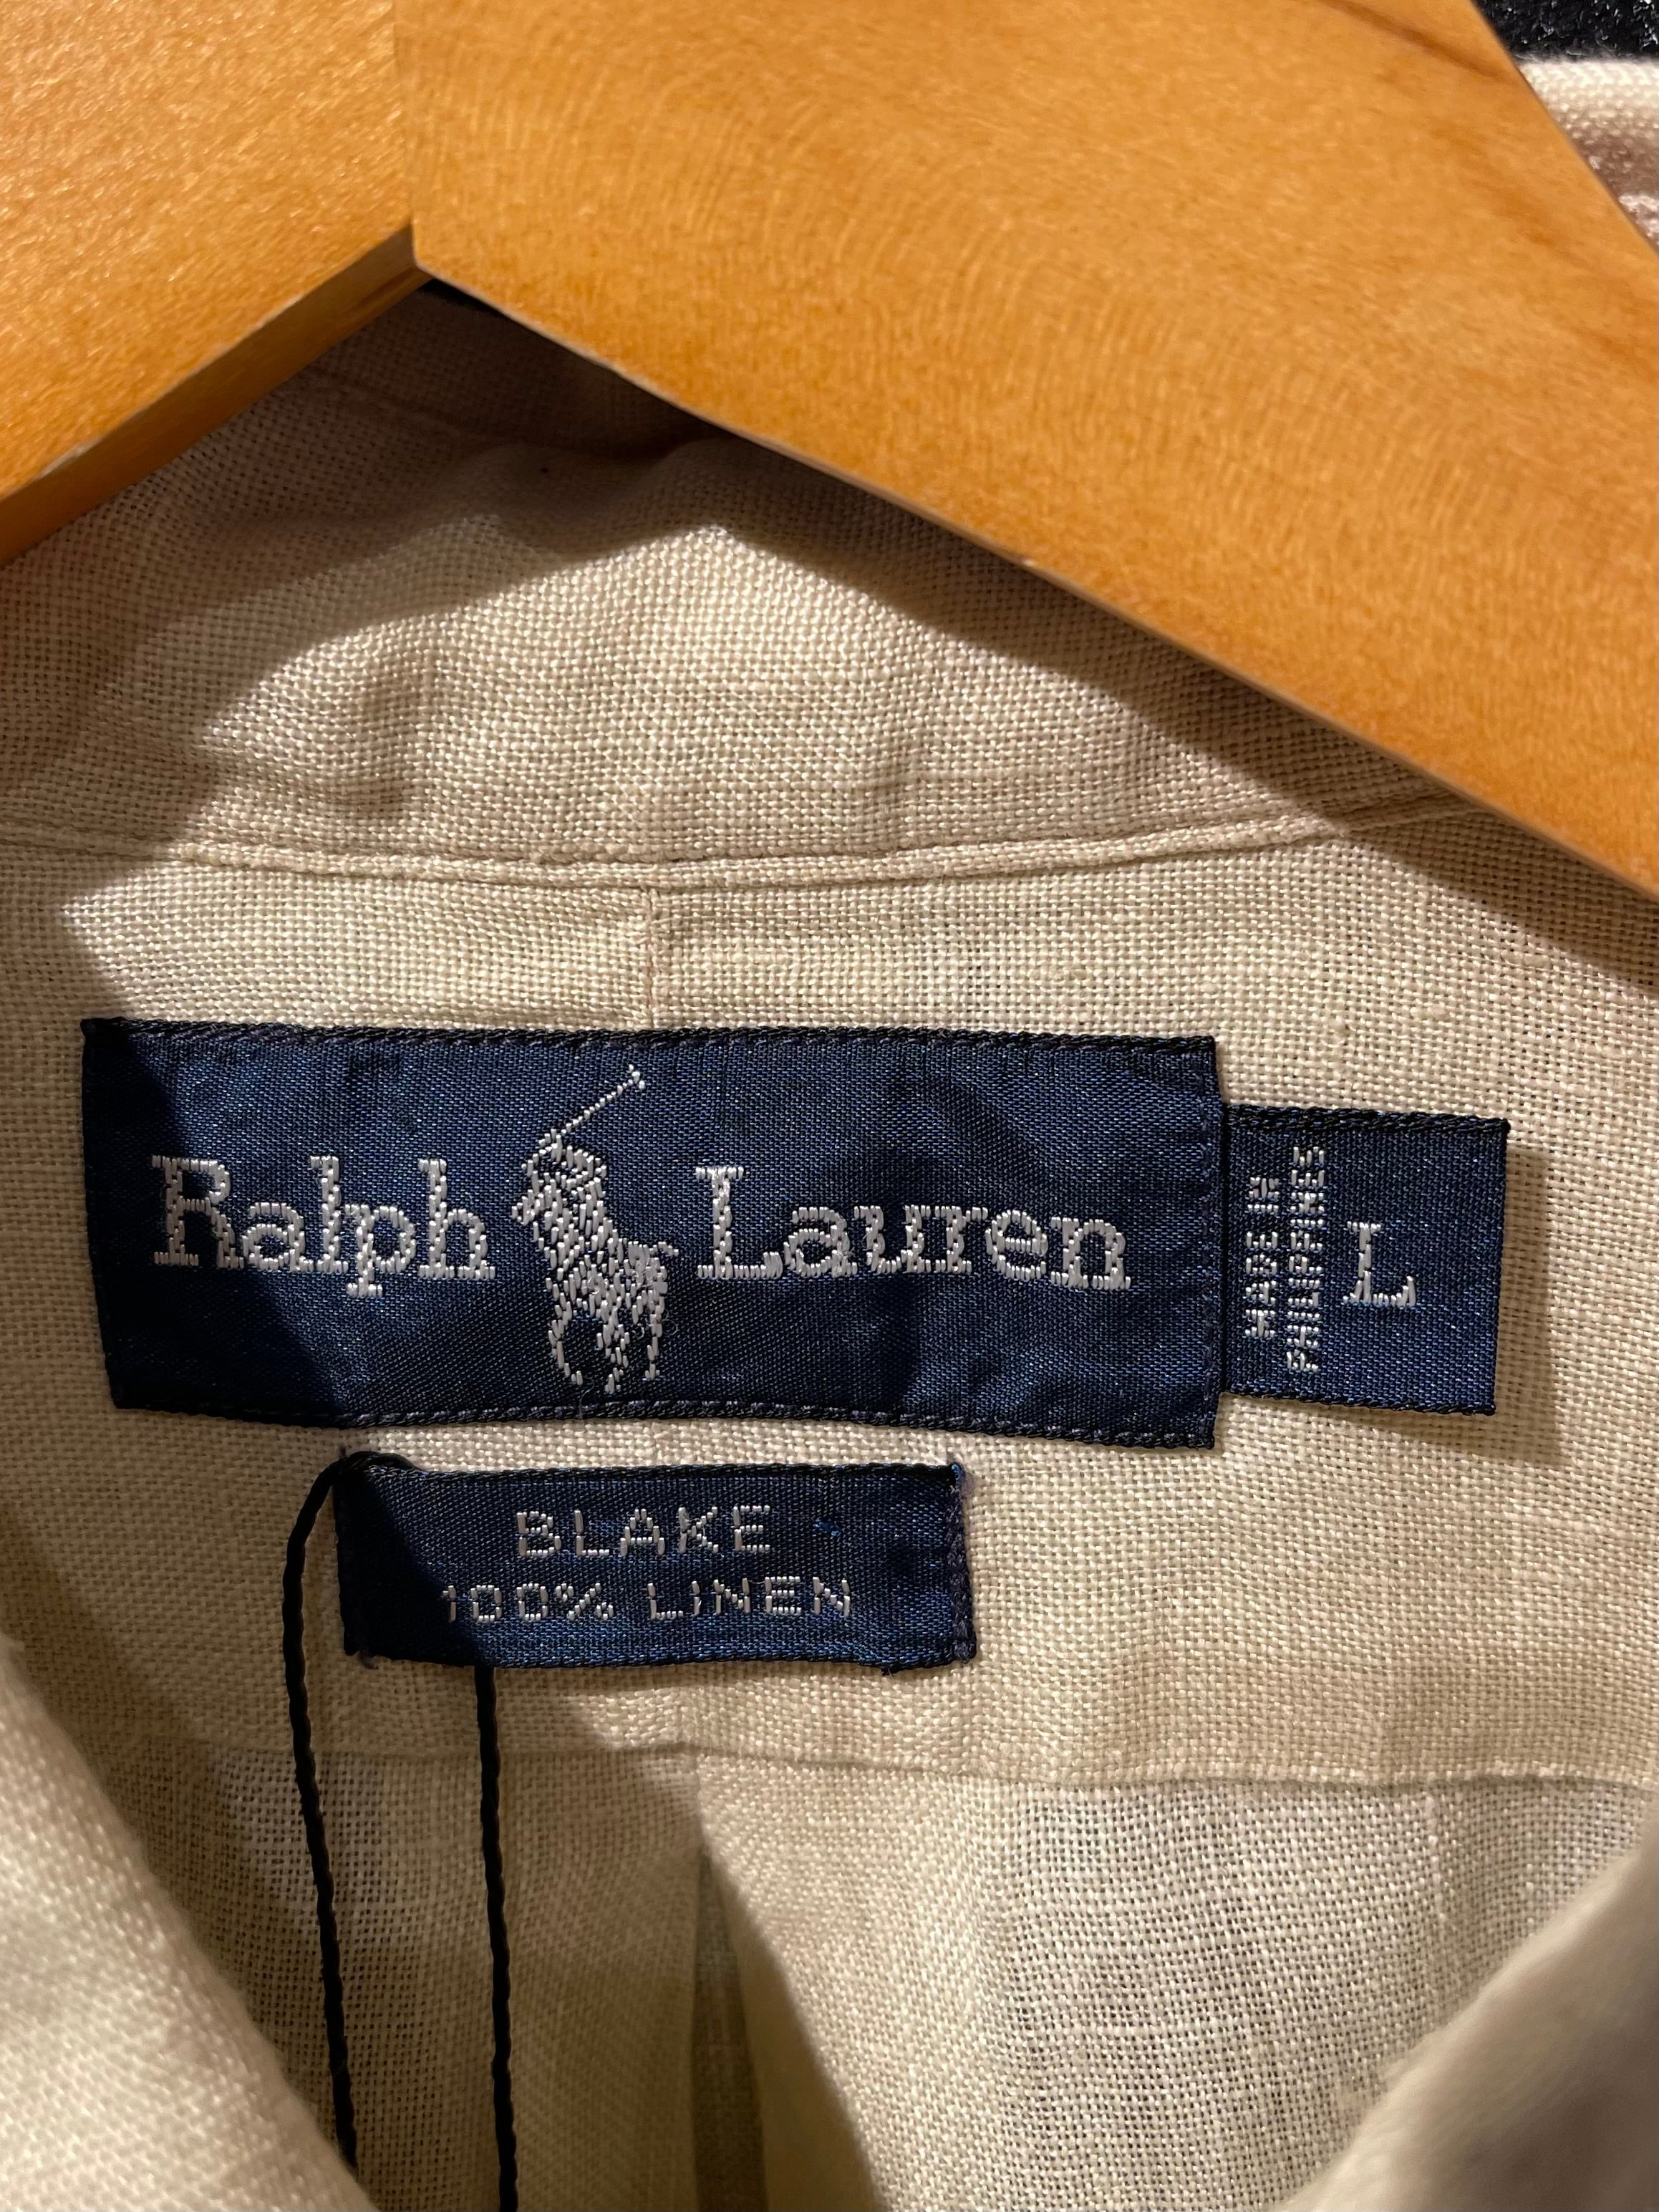 Ralph Lauren
MADE IN
PHILIPPINES
L
BLAKE
100% LINEN